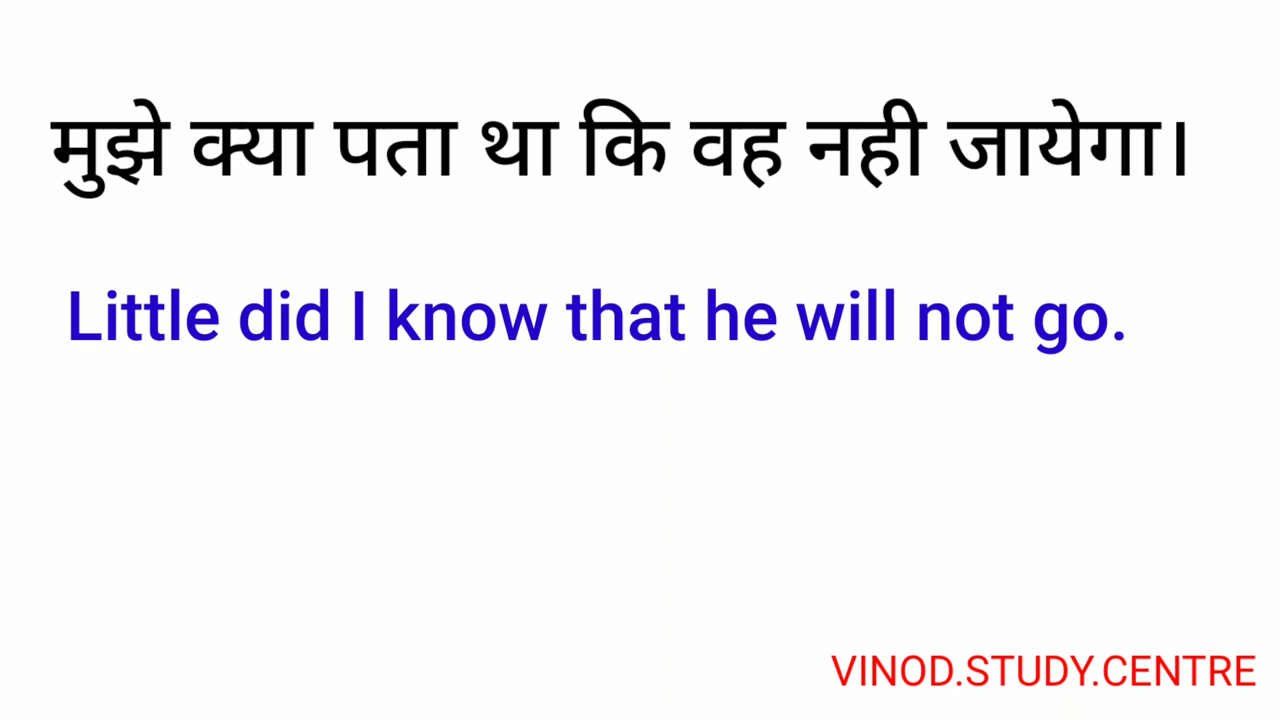 मुझे क्या पता था कि वह नही जायेगा।
Little did I know that he will not go.
VINOD.STUDY.CENTRE